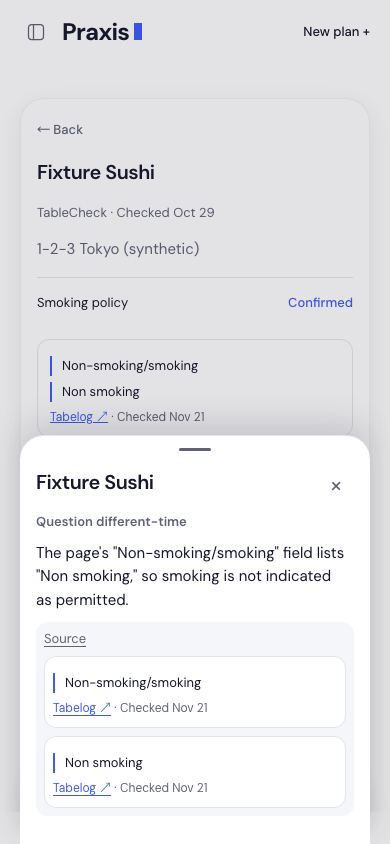 Praxis
New plan +
← Back
Fixture Sushi
TableCheck · Checked Oct 29
1-2-3 Tokyo (synthetic)
Smoking policy
Confirmed
Non-smoking/smoking
Non smoking
Tabelog ↗ · Checked Nov 21
Fixture Sushi
×
Question different-time
The page's "Non-smoking/smoking" field lists
"Non smoking," so smoking is not indicated
as permitted.
Source
Non-smoking/smoking
Tabelog ↗ · Checked Nov 21
Non smoking
Tabelog ↗ · Checked Nov 21